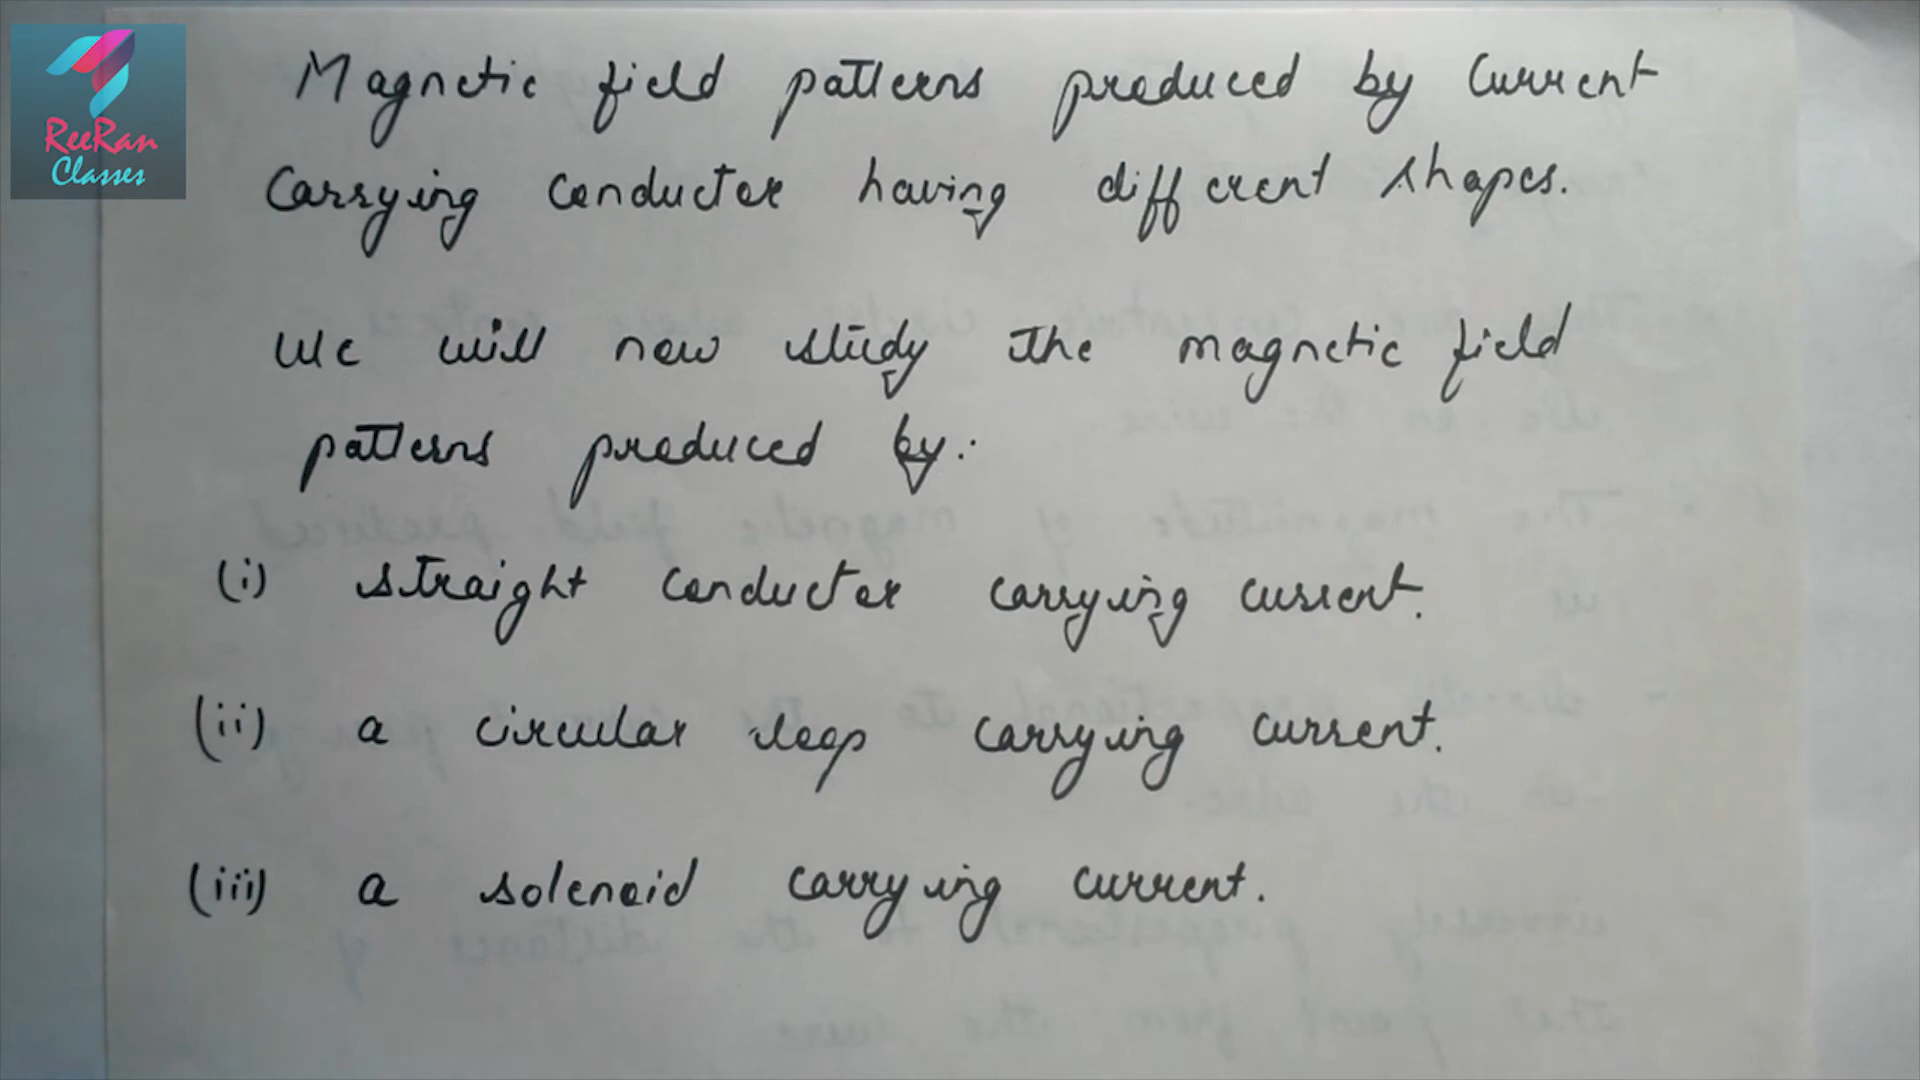 ReeRan
Classes
Magnetic field patterns produced by Current
Carrying conductor having different shapes.
We will now study the magnetic field
patterns produced by:
(i) straight conductor carrying current.
(ii) a circular loop carrying current.
(iii) a solenoid carrying current.